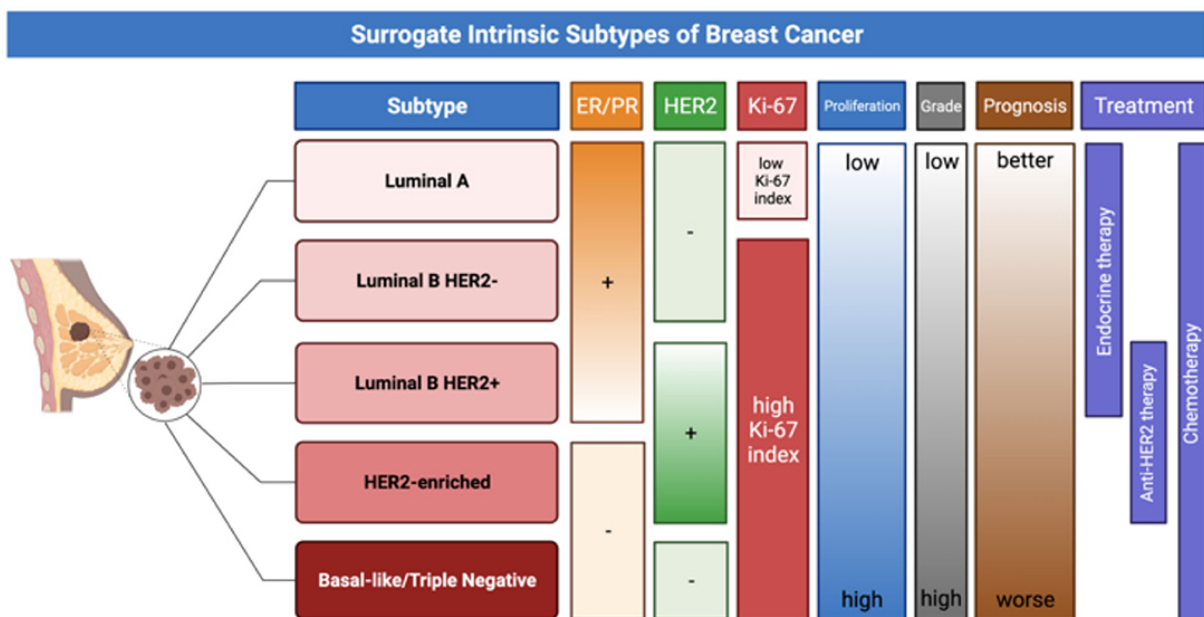 Surrogate Intrinsic Subtypes of Breast Cancer
Subtype ER/PR HER2 Ki-67 Proliferation Grade Prognosis Treatment
Luminal A
Luminal B HER2-
Luminal B HER2+
HER2-enriched
Basal-like/Triple Negative
+
-
-
+
-
low
Ki-67
index
high
Ki-67
index
low
high
low
high
better
worse
Endocrine therapy
Anti-HER2 therapy
Chemotherapy